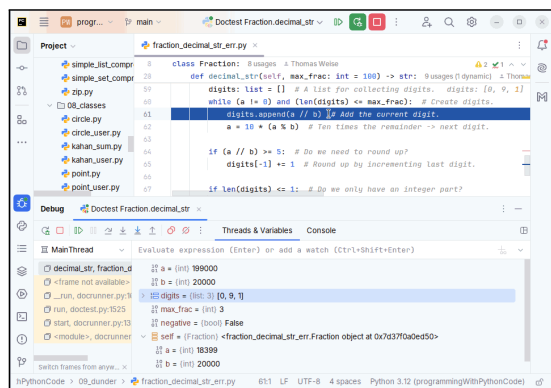 progr...
main
Doctest Fraction.decimal_str
Project
fraction_decimal_str_err.py ×
simple_list_compr
simple_set_compr
zip.py
08_classes
circle.py
circle_user.py
kahan_sum.py
kahan_user.py
point.py
point_user.py
8 class Fraction: 8 usages Thomas Weise
2 1
28 def decimal_str(self, max_frac: int = 100) -> str: 9 usages (1 dynamic) Thom
59 digits: list = [] # A list for collecting digits. digits: [0, 9, 1]
60 while (a != 0) and (len(digits) <= max_frac): # Create digits.
61 digits.append(a // b) # Add the current digit.
62 a = 10 * (a % b) # Ten times the remainder -> next digit.
64 if (a // b) >= 5: # Do we need to round up?
65 digits[-1] += 1 # Round up by incrementing last digit.
67 if len(digits) <= 1: # Do we only have an integer part?
Debug Doctest Fraction.decimal_str ×
Threads & Variables Console
MainThread
Evaluate expression (Enter) or add a watch (Ctrl+Shift+Enter)
decimal_str, fraction_d
<frame not available>
__run, docrunner.py:1
run, doctest.py:1525
start, docrunner.py:13
<module>, docrunner
Switch frames from anyw... ×
a = {int} 199000
b = {int} 20000
digits = {list: 3} [0, 9, 1]
max_frac = {int} 3
negative = {bool} False
self = {Fraction} <fraction_decimal_str_err.Fraction object at 0x7d37f0a0ed50>
a = {int} 18399
b = {int} 20000
hPythonCode > 09_dunder > fraction_decimal_str_err.py 61:1 LF UTF-8 4 spaces Python 3.12 (programmingWithPython)